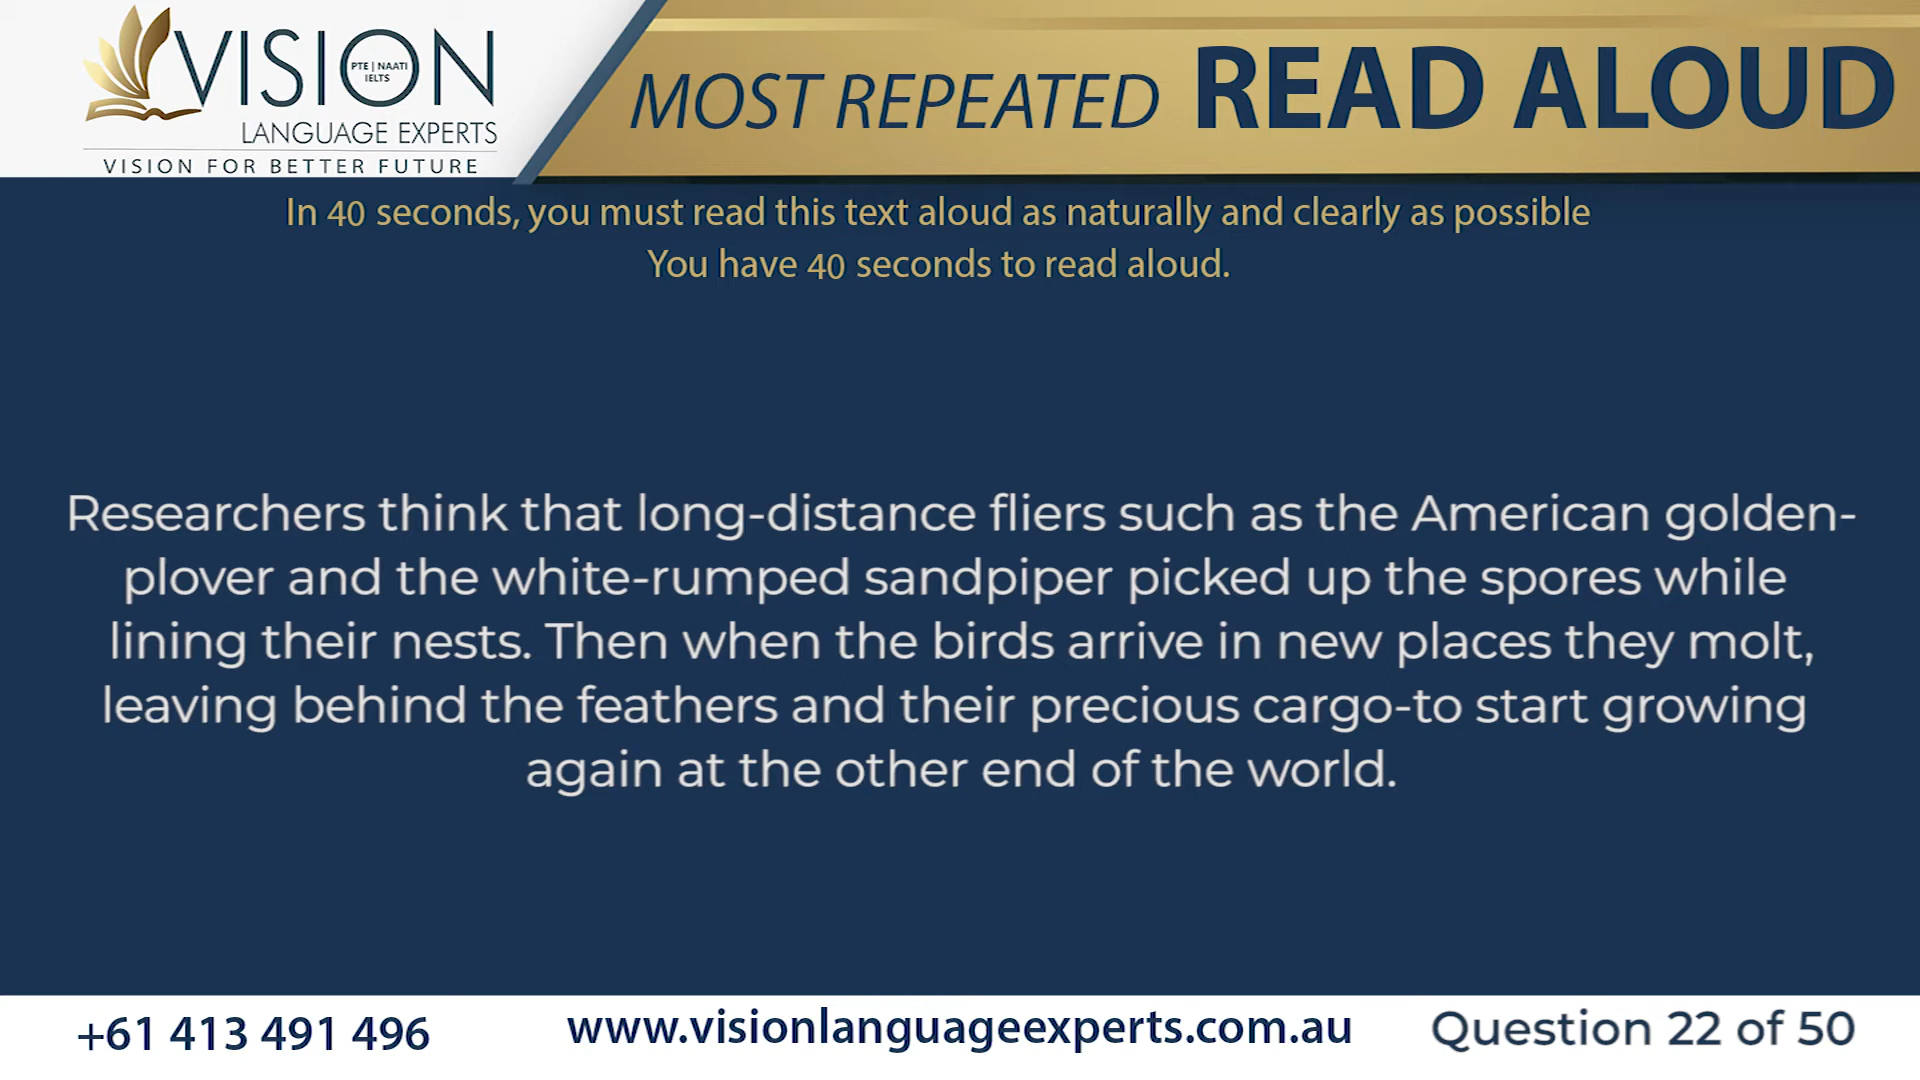 VISION
PTE | NAATI
IELTS
LANGUAGE EXPERTS
VISION FOR BETTER FUTURE
MOST REPEATED READ ALOUD
In 40 seconds, you must read this text aloud as naturally and clearly as possible
You have 40 seconds to read aloud.
Researchers think that long-distance fliers such as the American golden-
plover and the white-rumped sandpiper picked up the spores while
lining their nests. Then when the birds arrive in new places they molt,
leaving behind the feathers and their precious cargo-to start growing
again at the other end of the world.
+61 413 491 496
www.visionlanguageexperts.com.au
Question 22 of 50